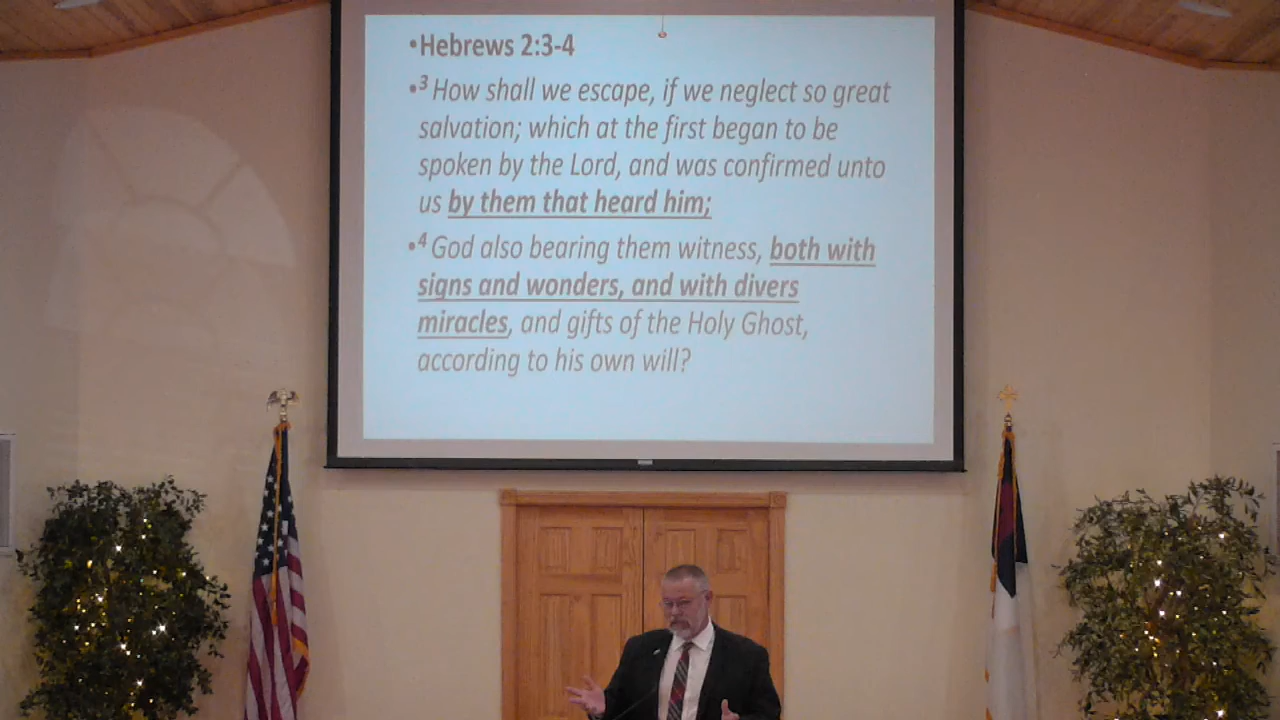 •Hebrews 2:3-4
•3 How shall we escape, if we neglect so great
salvation; which at the first began to be
spoken by the Lord, and was confirmed unto
us by them that heard him;
•4 God also bearing them witness, both with
signs and wonders, and with divers
miracles, and gifts of the Holy Ghost,
according to his own will?